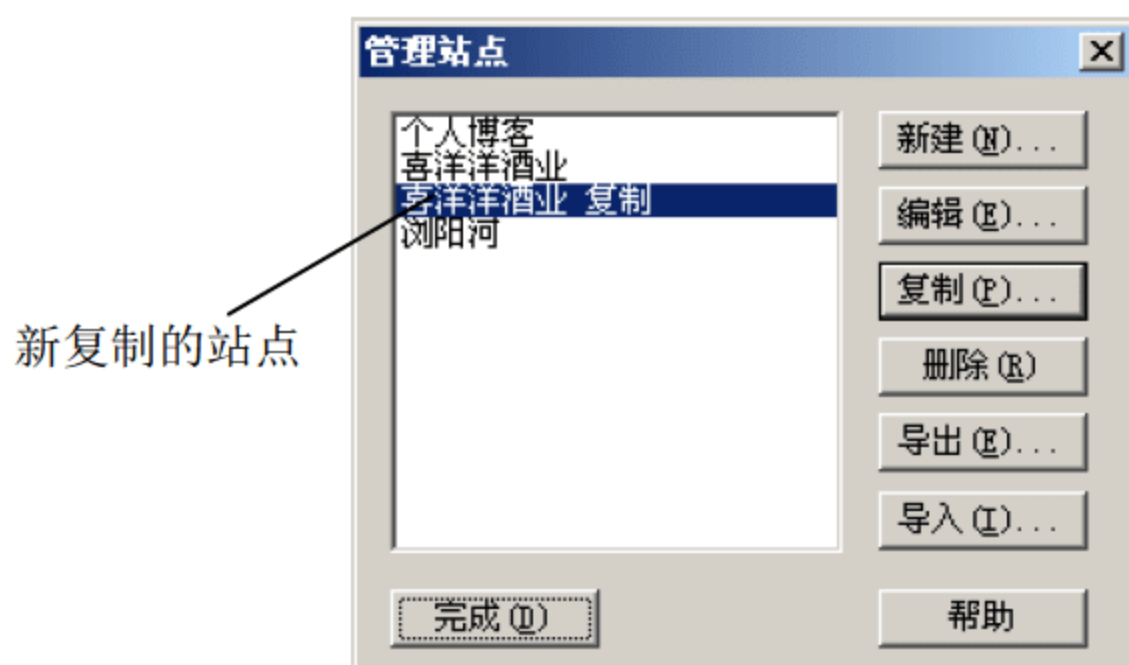 管理站点
个人博客
新建(N)...
喜洋洋酒业
喜洋洋酒业 复制
编辑(E)...
浏阳河
复制(P)...
新复制的站点
删除(R)
导出(E)...
导入(I)...
完成(D)
帮助